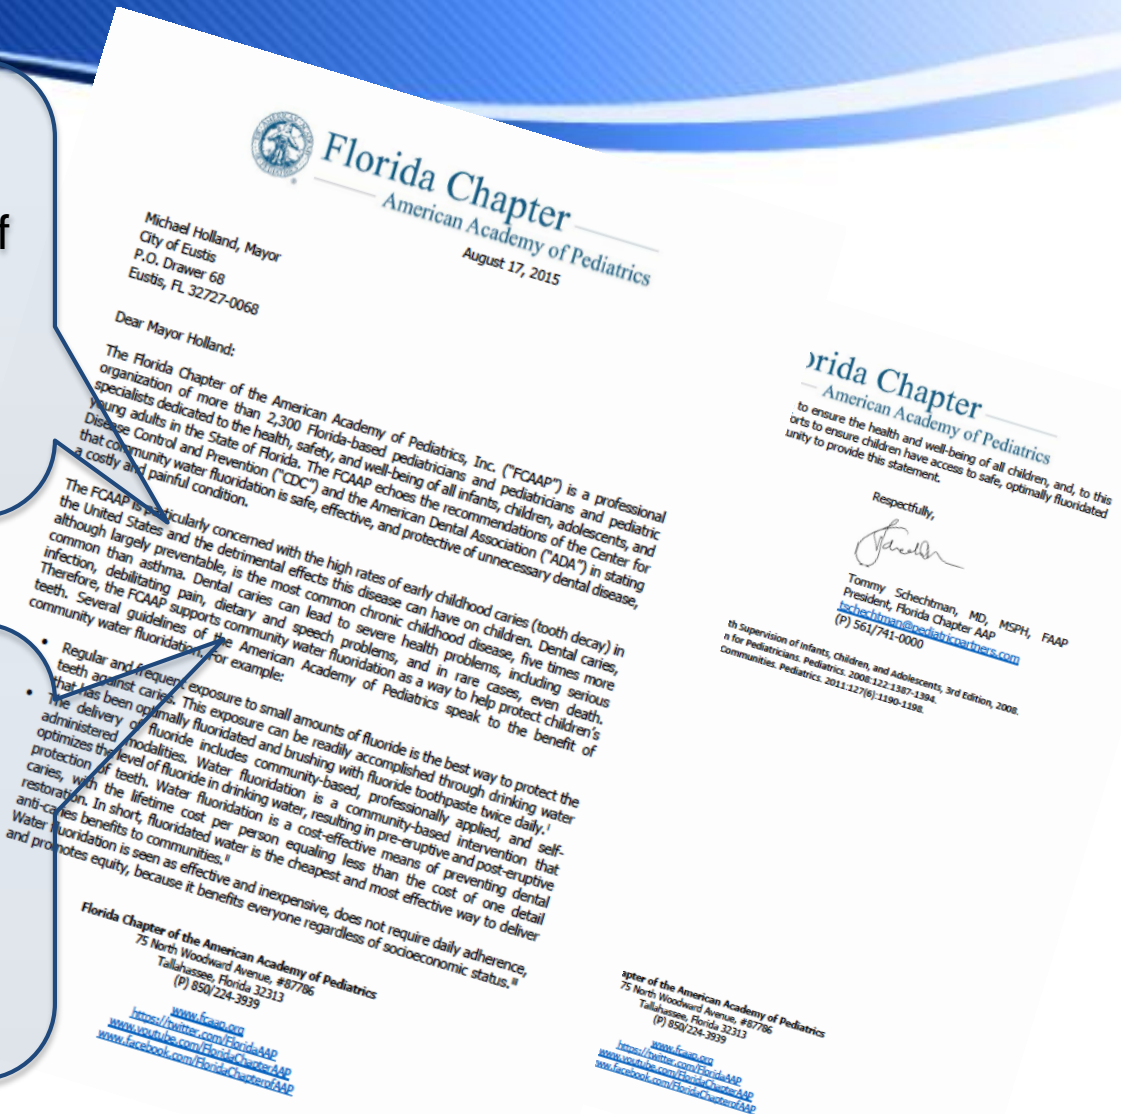 f
Florida Chapter
American Academy of Pediatrics
August 17, 2015
Michael Holland, Mayor
City of Eustis
P.O. Drawer 68
Eustis, FL 32727-0068
Dear Mayor Holland:
The Florida Chapter of the American Academy of Pediatrics, Inc. ("FCAAP") is a professional
organization of more than 2,300 Florida-based pediatricians and pediatricians and pediatric
specialists dedicated to the health, safety, and well-being of all infants, children, adolescents, and
young adults in the State of Florida. The FCAAP echoes the recommendations of the Center for
Disease Control and Prevention ("CDC") and the American Dental Association ("ADA") in stating
that community water fluoridation is safe, effective, and protective of unnecessary dental disease,
a costly and painful condition.
The FCAAP is particularly concerned with the high rates of early childhood caries (tooth decay) in
the United States and the detrimental effects this disease can have on children. Dental caries,
although largely preventable, is the most common chronic childhood disease, five times more
common than asthma. Dental caries can lead to severe health problems, including serious
infection, debilitating pain, dietary and speech problems, and in rare cases, even death.
Therefore, the FCAAP supports community water fluoridation as a way to help protect children's
teeth. Several guidelines of the American Academy of Pediatrics speak to the benefit of
community water fluoridation. For example:
• Regular and frequent exposure to small amounts of fluoride is the best way to protect the
teeth against caries. This exposure can be readily accomplished through drinking water
that has been optimally fluoridated and brushing with fluoride toothpaste twice daily.ⁱ
• The delivery of fluoride includes community-based, professionally applied, and self-
administered modalities. Water fluoridation is a community-based intervention that
optimizes the level of fluoride in drinking water, resulting in pre-eruptive and post-eruptive
protection of teeth. Water fluoridation is a cost-effective means of preventing dental
caries, with the lifetime cost per person equaling less than the cost of one detail
restoration. In short, fluoridated water is the cheapest and most effective way to deliver
anti-caries benefits to communities.ⁱⁱ
Water fluoridation is seen as effective and inexpensive, does not require daily adherence,
and promotes equity, because it benefits everyone regardless of socioeconomic status.ⁱⁱⁱ
Florida Chapter of the American Academy of Pediatrics
75 North Woodward Avenue, #87786
Tallahassee, Florida 32313
(P) 850/224-3939
www.fcaap.org
https://twitter.com/FloridaAAP
www.youtube.com/FloridaChapterAAP
www.facebook.com/FloridaChapterofAAP
orida Chapter
American Academy of Pediatrics
to ensure the health and well-being of all children, and, to this
orts to ensure children have access to safe, optimally fluoridated
unity to provide this statement.
Respectfully,
Tommy Schechtman, MD, MSPH, FAAP
President, Florida Chapter AAP
tschechtman@pediatricpartners.com
(P) 561/741-0000
th Supervision of Infants, Children, and Adolescents, 3rd Edition, 2008.
n for Pediatricians. Pediatrics. 2008:122:1387-1394.
Communities. Pediatrics. 2011:127(6):1190-1198.
apter of the American Academy of Pediatrics
75 North Woodward Avenue, #87786
Tallahassee, Florida 32313
(P) 850/224-3939
www.fcaap.org
https://twitter.com/FloridaAAP
www.youtube.com/FloridaChapterAAP
ww.facebook.com/FloridaChapterofAAP